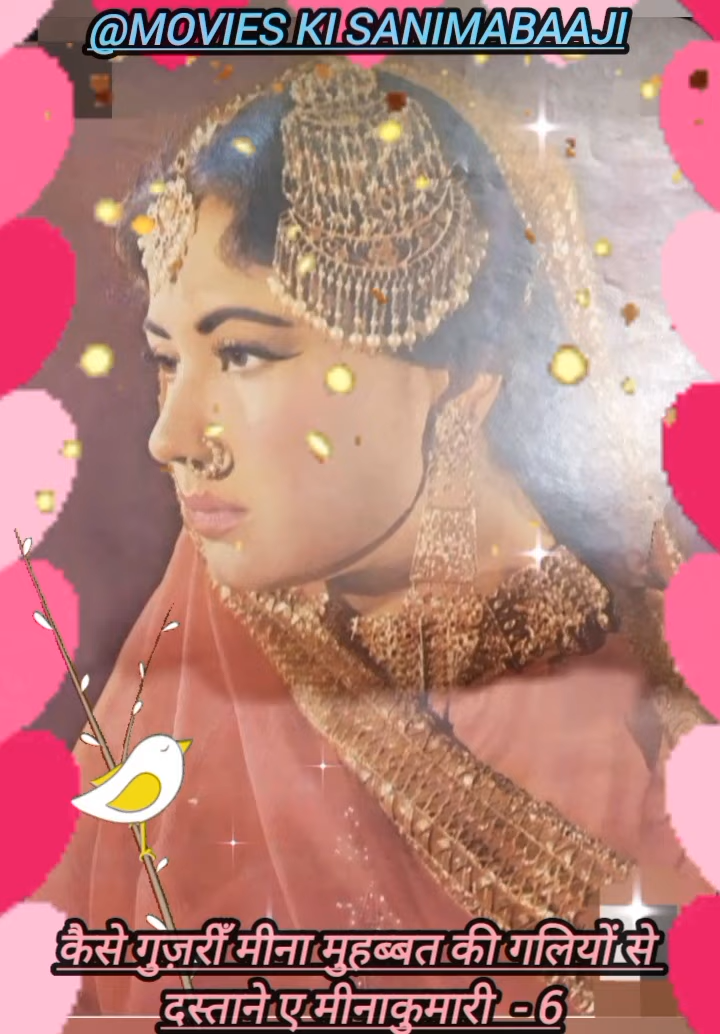 @MOVIES KI SANIMABAAJI
कैसे गुज़रीँ मीना मुहब्बत की गलियों से
दस्ताने ए मीनाकुमारी - 6